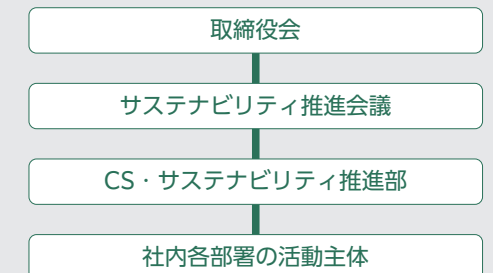 取締役会
サステナビリティ推進会議
CS・サステナビリティ推進部
社内各部署の活動主体